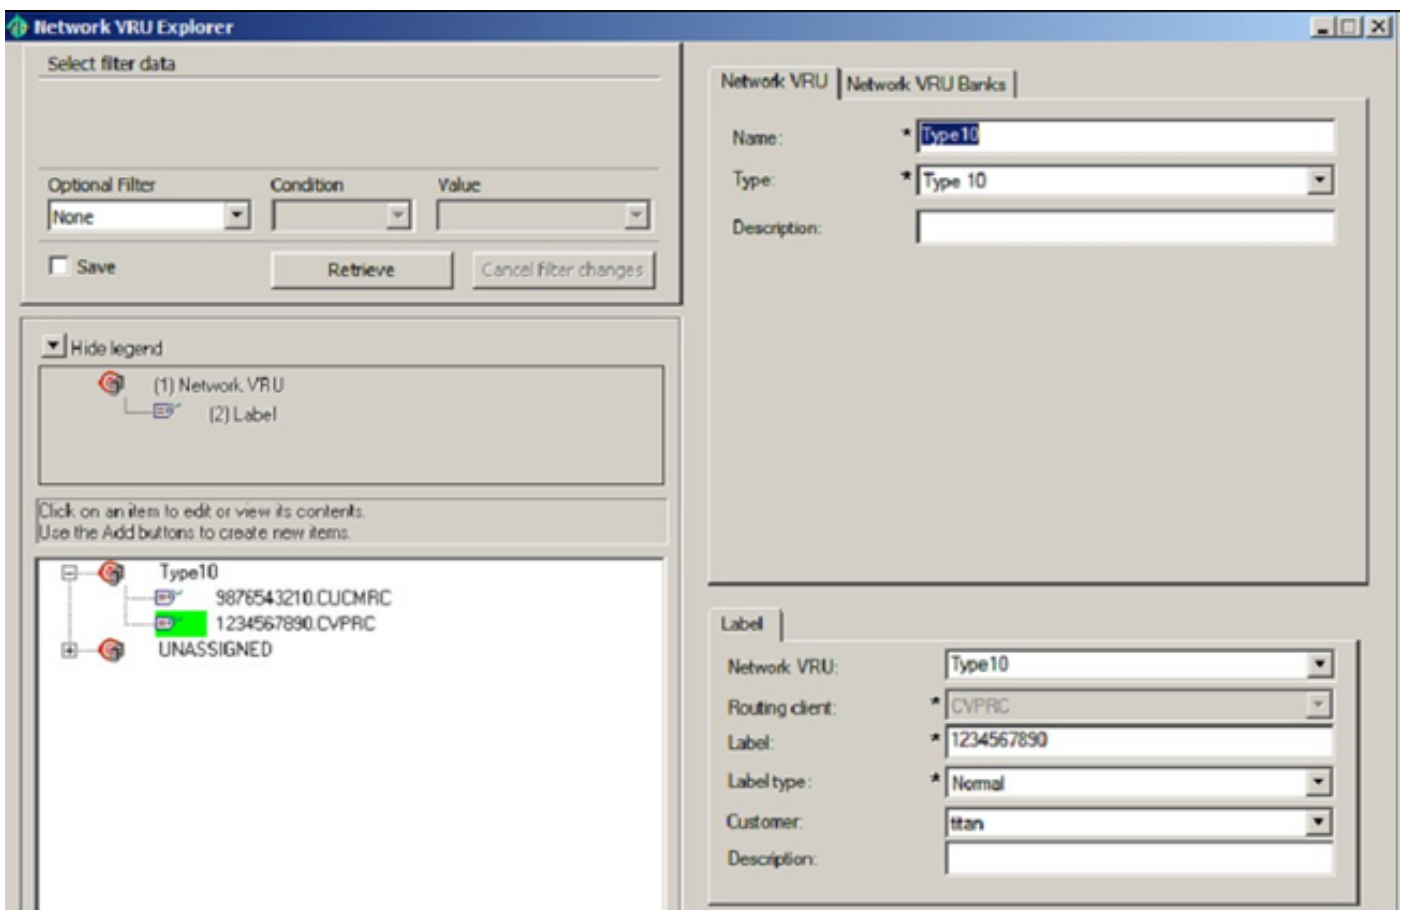 Network VRU Explorer
Select filter data
Optional Filter Condition Value
None
Save Retrieve Cancel filter changes
Hide legend
(1) Network VRU
(2) Label
Click on an item to edit or view its contents.
Use the Add buttons to create new items.
Type10
9876543210.CUCMRC
1234567890.CVPRC
UNASSIGNED
Network VRU Network VRU Banks
Name: * Type10
Type: * Type 10
Description:
Label
Network VRU: Type10
Routing client: * CVPRC
Label: * 1234567890
Label type: * Normal
Customer: titan
Description: